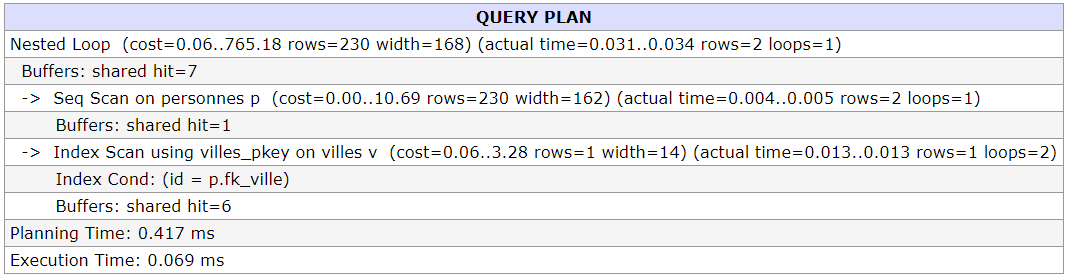 QUERY PLAN
Nested Loop  (cost=0.06..765.18 rows=230 width=168) (actual time=0.031..0.034 rows=2 loops=1)
Buffers: shared hit=7
->  Seq Scan on personnes p  (cost=0.00..10.69 rows=230 width=162) (actual time=0.004..0.005 rows=2 loops=1)
Buffers: shared hit=1
->  Index Scan using villes_pkey on villes v  (cost=0.06..3.28 rows=1 width=14) (actual time=0.013..0.013 rows=1 loops=2)
Index Cond: (id = p.fk_ville)
Buffers: shared hit=6
Planning Time: 0.417 ms
Execution Time: 0.069 ms